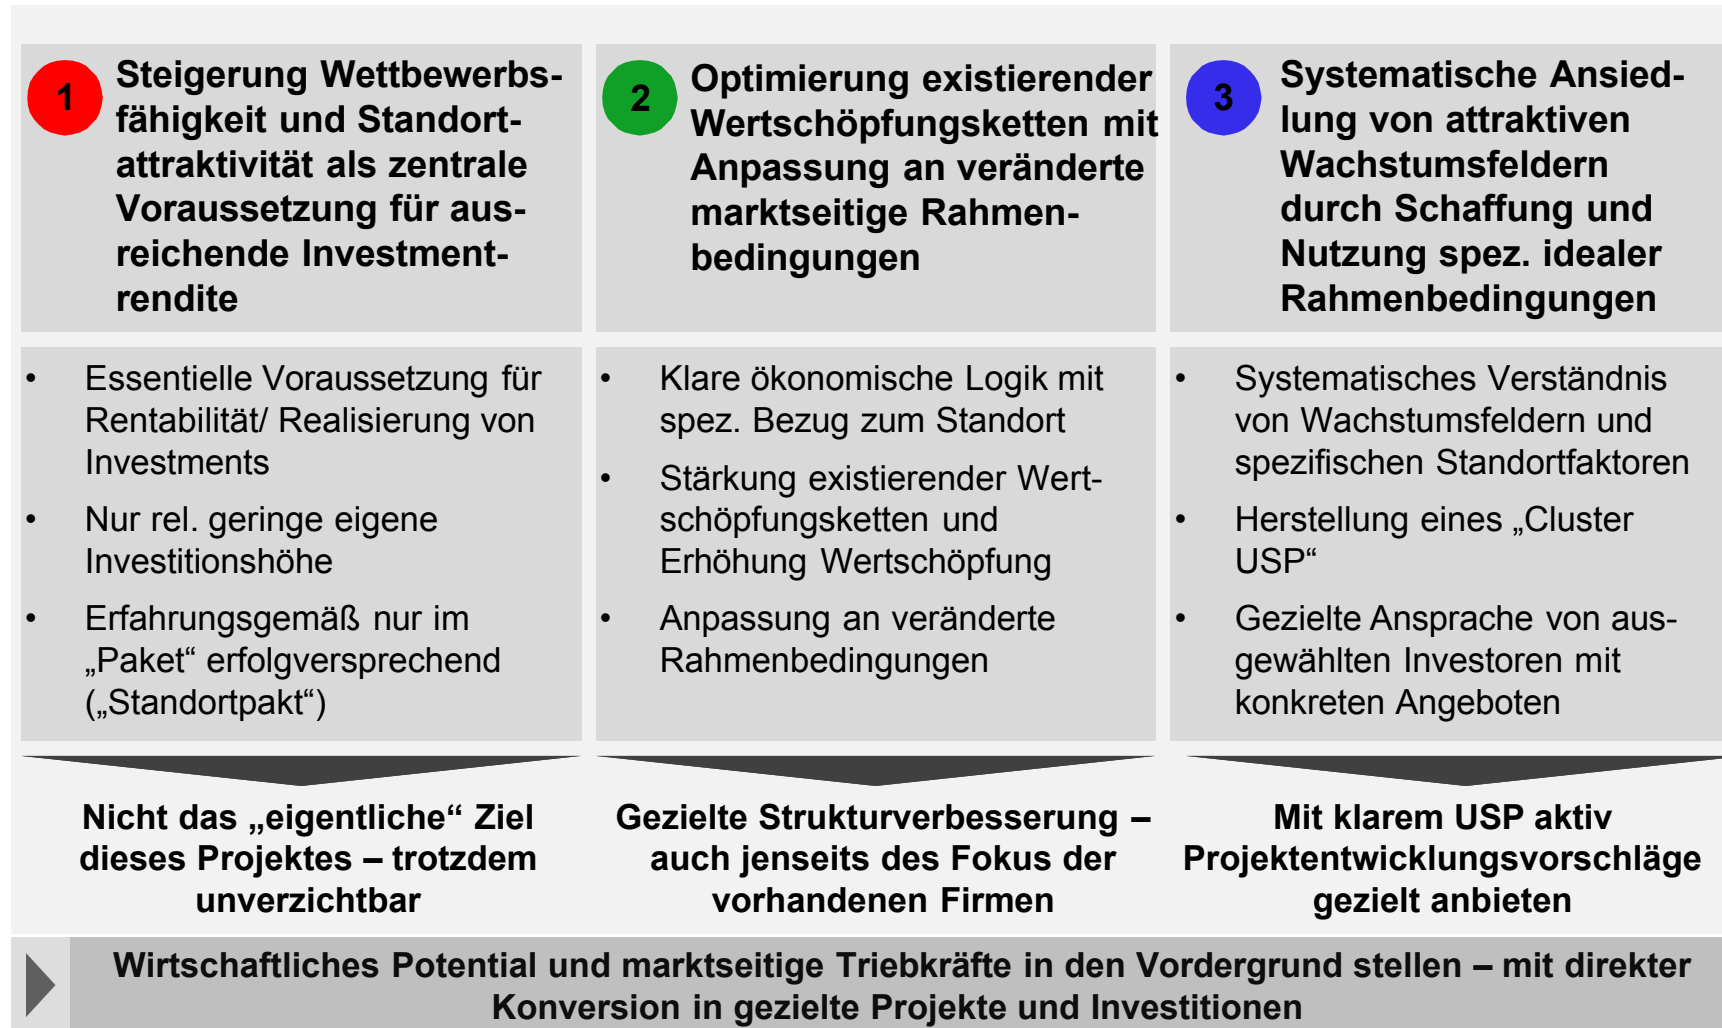 1
Steigerung Wettbewerbs-
fähigkeit und Standort-
attraktivität als zentrale
Voraussetzung für aus-
reichende Investment-
rendite
• Essentielle Voraussetzung für
Rentabilität/ Realisierung von
Investments
• Nur rel. geringe eigene
Investitionshöhe
• Erfahrungsgemäß nur im
„Paket“ erfolgversprechend
(„Standortpakt“)
Nicht das „eigentliche“ Ziel
dieses Projektes – trotzdem
unverzichtbar
2
Optimierung existierender
Wertschöpfungsketten mit
Anpassung an veränderte
marktseitige Rahmen-
bedingungen
• Klare ökonomische Logik mit
spez. Bezug zum Standort
• Stärkung existierender Wert-
schöpfungsketten und
Erhöhung Wertschöpfung
• Anpassung an veränderte
Rahmenbedingungen
Gezielte Strukturverbesserung –
auch jenseits des Fokus der
vorhandenen Firmen
3
Systematische Ansied-
lung von attraktiven
Wachstumsfeldern
durch Schaffung und
Nutzung spez. idealer
Rahmenbedingungen
• Systematisches Verständnis
von Wachstumsfeldern und
spezifischen Standortfaktoren
• Herstellung eines „Cluster
USP“
• Gezielte Ansprache von aus-
gewählten Investoren mit
konkreten Angeboten
Mit klarem USP aktiv
Projektentwicklungsvorschläge
gezielt anbieten
Wirtschaftliches Potential und marktseitige Triebkräfte in den Vordergrund stellen – mit direkter
Konversion in gezielte Projekte und Investitionen